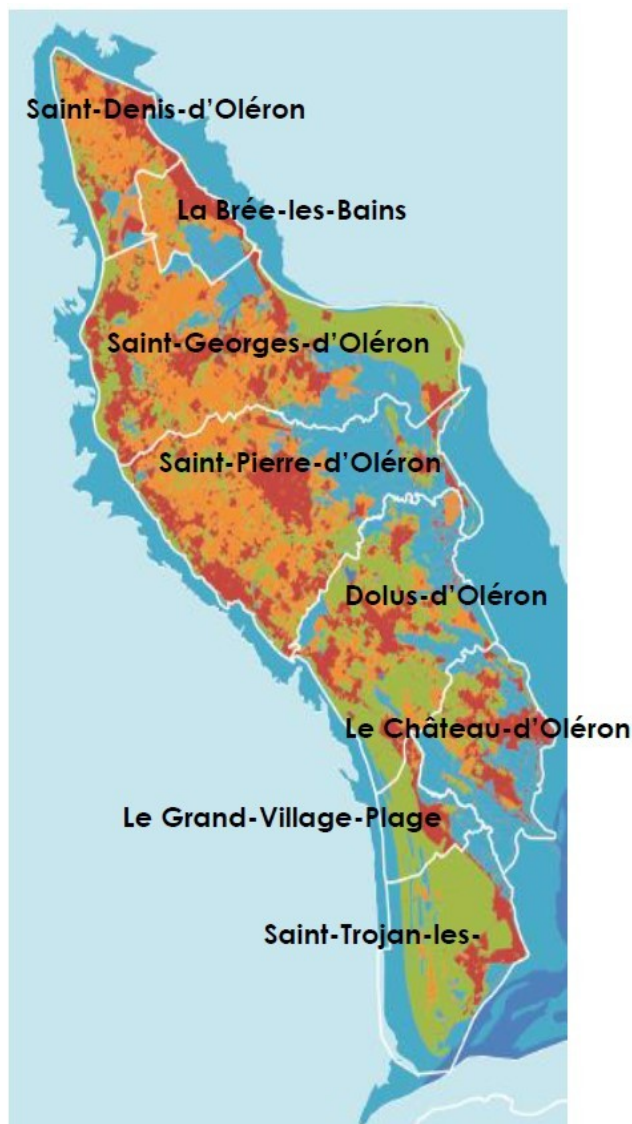 Saint-Denis-d'Oléron
La Brée-les-Bains
Saint-Georges-d'Oléron
Saint-Pierre-d'Oléron
Dolus-d'Oléron
Le Château-d'Oléron
Le Grand-Village-Plage
Saint-Trojan-les-